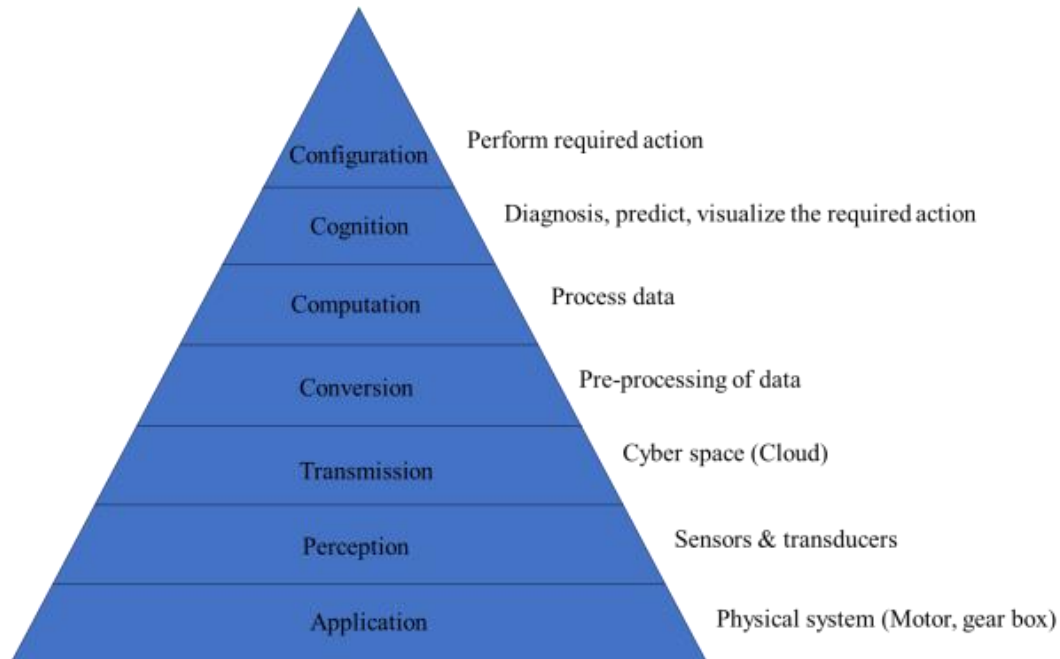 Configuration
Perform required action
Cognition
Diagnosis, predict, visualize the required action
Computation
Process data
Conversion
Pre-processing of data
Transmission
Cyber space (Cloud)
Perception
Sensors & transducers
Application
Physical system (Motor, gear box)